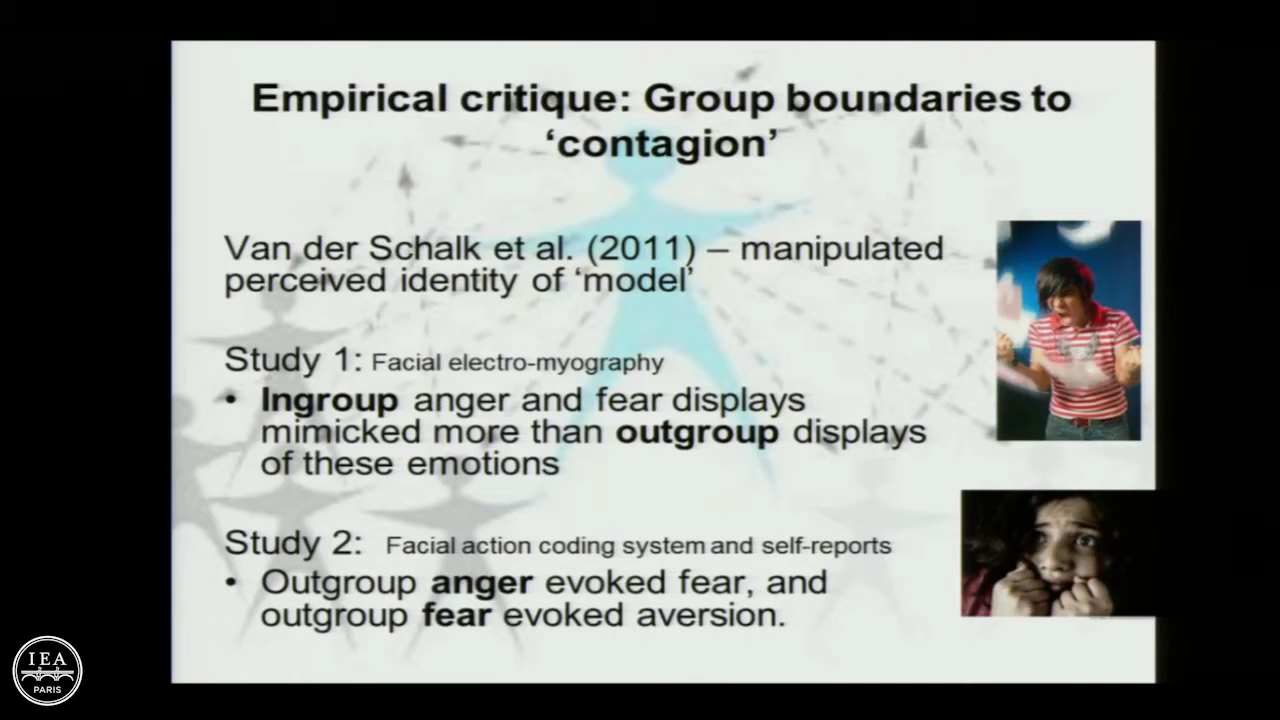 Empirical critique: Group boundaries to
‘contagion’
Van der Schalk et al. (2011) – manipulated
perceived identity of ‘model’
Study 1: Facial electro-myography
• Ingroup anger and fear displays
mimicked more than outgroup displays
of these emotions
Study 2: Facial action coding system and self-reports
• Outgroup anger evoked fear, and
outgroup fear evoked aversion.
IEA
PARIS